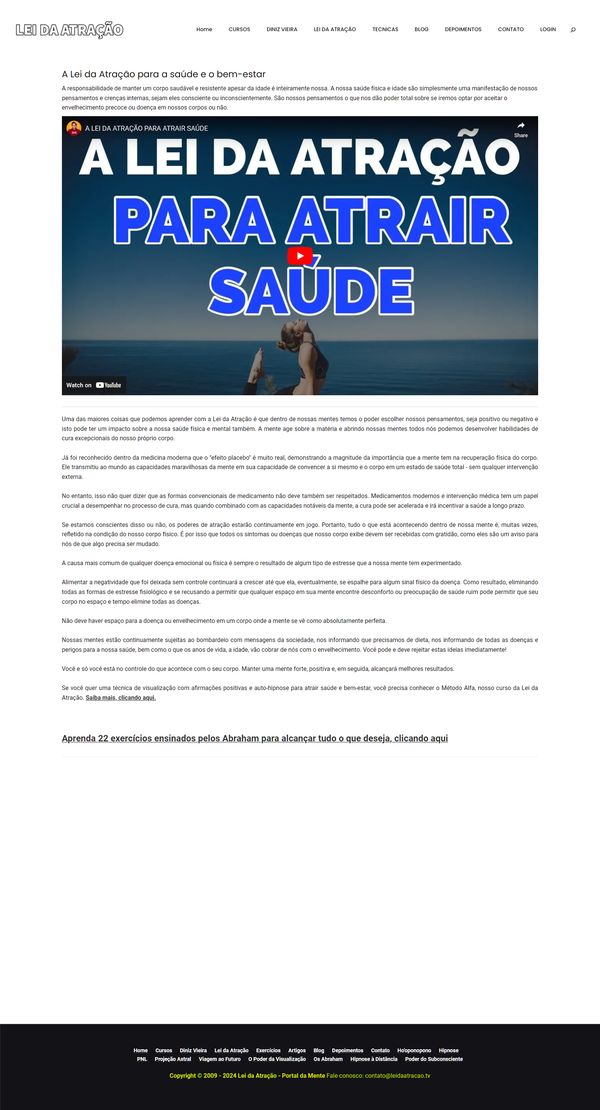 LEI DA ATRAÇÃO
Home CURSOS DINIZ VIEIRA LEI DA ATRAÇÃO TECNICAS BLOG DEPOIMENTOS CONTATO LOGIN
A Lei da Atração para a saúde e o bem-estar
A responsabilidade de manter um corpo saudável e resistente apesar da idade é inteiramente nossa. A nossa saúde física e idade são simplesmente uma manifestação de nossos
pensamentos e crenças internas, sejam eles consciente ou inconscientemente. São nossos pensamentos o que nos dão poder total sobre se iremos optar por aceitar o
envelhecimento precoce ou doença em nossos corpos ou não.
A LEI DA ATRAÇÃO PARA ATRAIR SAÚDE
Share
A LEI DA ATRAÇÃO
PARA ATRAIR
SAÚDE
Watch on YouTube
Uma das maiores coisas que podemos aprender com a Lei da Atração é que dentro de nossas mentes temos o poder escolher nossos pensamentos, seja positivo ou negativo e
isto pode ter um impacto sobre a nossa saúde física e mental também. A mente age sobre a matéria e abrindo nossas mentes todos nós podemos desenvolver habilidades de
cura excepcionais do nosso próprio corpo.
Já foi reconhecido dentro da medicina moderna que o "efeito placebo" é muito real, demonstrando a magnitude da importância que a mente tem na recuperação física do corpo.
Ele transmitiu ao mundo as capacidades maravilhosas da mente em sua capacidade de convencer a si mesmo e o corpo em um estado de saúde total - sem qualquer intervenção
externa.
No entanto, isso não quer dizer que as formas convencionais de medicamento não deve também ser respeitados. Medicamentos modernos e intervenção médica tem um papel
crucial a desempenhar no processo de cura, mas quando combinado com as capacidades notáveis da mente, a cura pode ser acelerada e irá incentivar a saúde a longo prazo.
Se estamos conscientes disso ou não, os poderes de atração estarão continuamente em jogo. Portanto, tudo o que está acontecendo dentro de nossa mente é, muitas vezes,
refletido na condição do nosso corpo físico. É por isso que todos os sintomas ou doenças que nosso corpo exibe devem ser recebidas com gratidão, como eles são um aviso para
nós de que algo precisa ser mudado.
A causa mais comum de qualquer doença emocional ou física é sempre o resultado de algum tipo de estresse que a nossa mente tem experimentado.
Alimentar a negatividade que foi deixada sem controle continuará a crescer até que ela, eventualmente, se espalhe para algum sinal físico da doença. Como resultado, eliminando
todas as formas de estresse fisiológico e se recusando a permitir que qualquer espaço em sua mente encontre desconforto ou preocupação de saúde ruim pode permitir que seu
corpo no espaço e tempo elimine todas as doenças.
Não deve haver espaço para a doença ou envelhecimento em um corpo onde a mente se vê como absolutamente perfeita.
Nossas mentes estão continuamente sujeitas ao bombardeio com mensagens da sociedade, nos informando que precisamos de dieta, nos informando de todas as doenças e
perigos para a nossa saúde, bem como o que os anos de vida, a idade, vão cobrar de nós com o envelhecimento. Você pode e deve rejeitar estas ideias imediatamente!
Você e só você está no controle do que acontece com o seu corpo. Manter uma mente forte, positiva e, em seguida, alcançará melhores resultados.
Se você quer uma técnica de visualização com afirmações positivas e auto-hipnose para atrair saúde e bem-estar, você precisa conhecer o Método Alfa, nosso curso da Lei da
Atração. Saiba mais, clicando aqui.
Aprenda 22 exercícios ensinados pelos Abraham para alcançar tudo o que deseja, clicando aqui
Home Cursos Diniz Vieira Lei da Atração Exercícios Artigos Blog Depoimentos Contato Ho'oponopono Hipnose
PNL Projeção Astral Viagem ao Futuro O Poder da Visualização Os Abraham Hipnose à Distância Poder do Subconsciente
Copyright © 2009 - 2024 Lei da Atração - Portal da Mente Fale conosco: contato@leidaatracao.tv